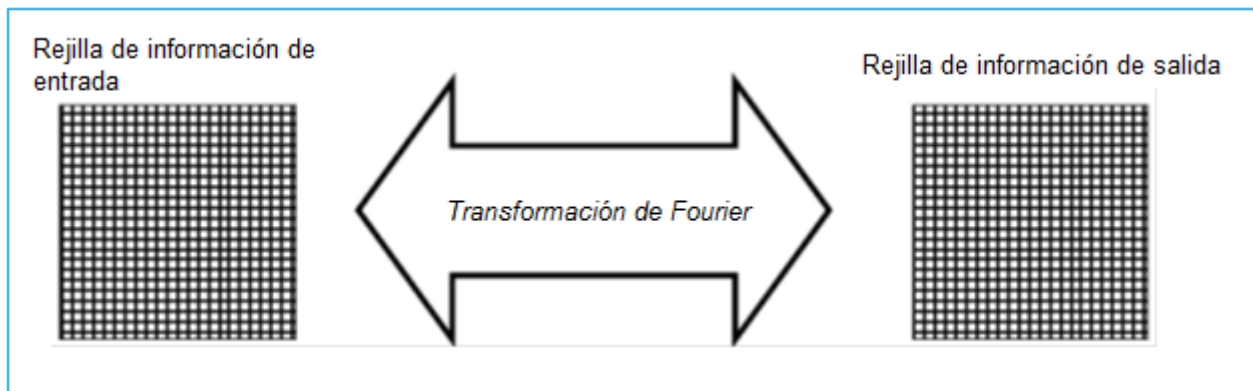 Rejilla de información de
entrada
Rejilla de información de salida
Transformación de Fourier